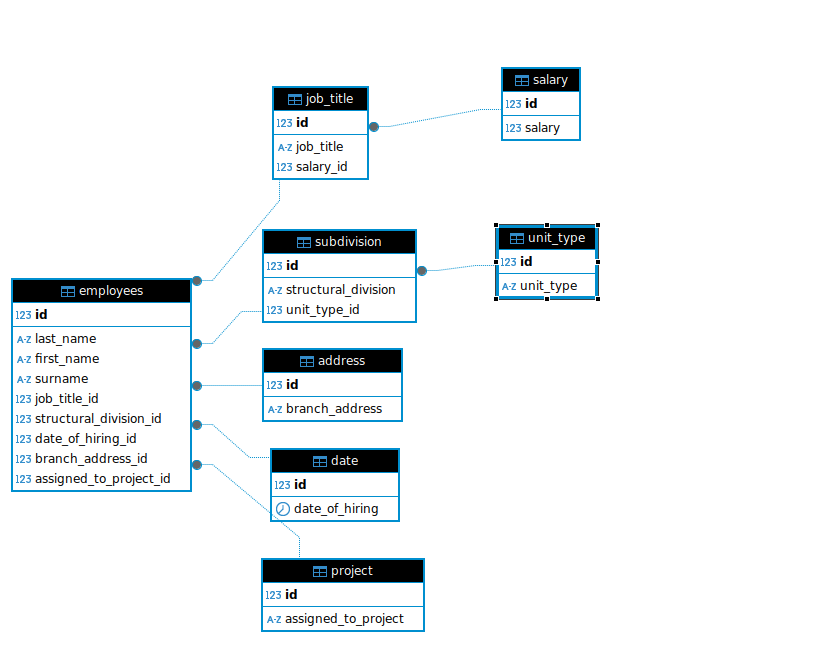 salary
123 id
123 salary
job_title
123 id
A-Z job_title
123 salary_id
unit_type
123 id
A-Z unit_type
subdivision
123 id
A-Z structural_division
123 unit_type_id
employees
123 id
A-Z last_name
A-Z first_name
A-Z surname
123 job_title_id
123 structural_division_id
123 date_of_hiring_id
123 branch_address_id
123 assigned_to_project_id
address
123 id
A-Z branch_address
date
123 id
date_of_hiring
project
123 id
A-Z assigned_to_project